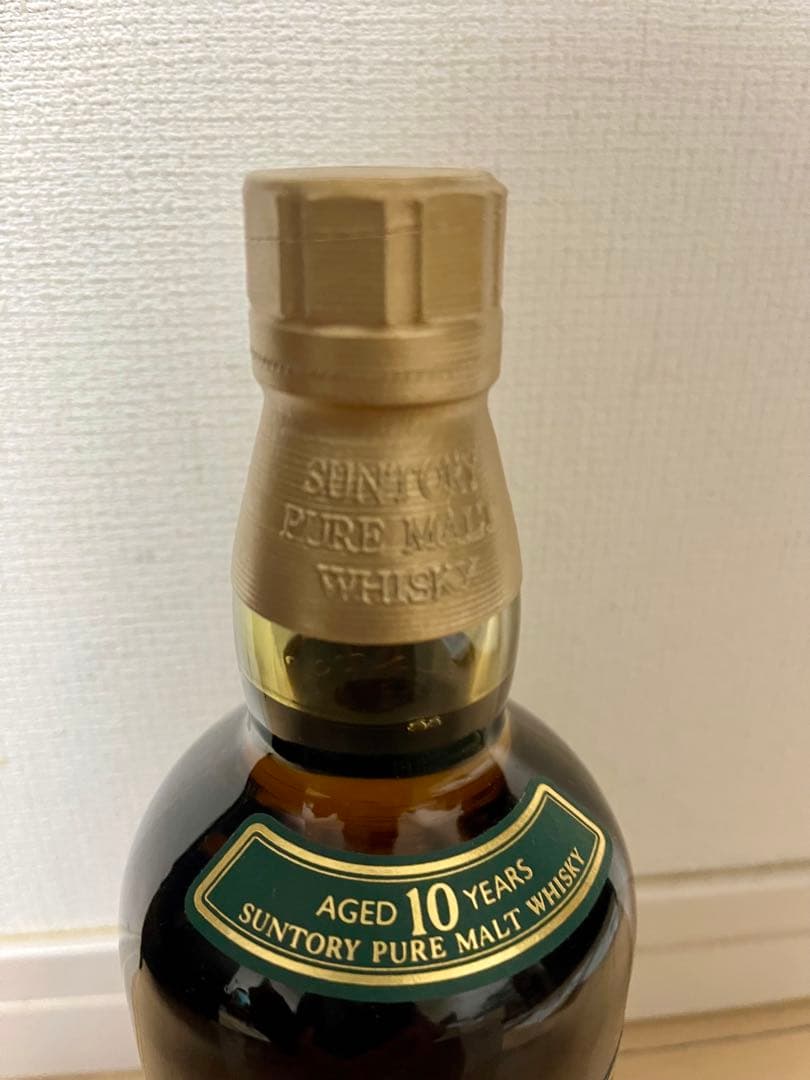 SUNTORY
PURE MALT
WHISKY
AGED 10 YEARS
SUNTORY PURE MALT WHISKY